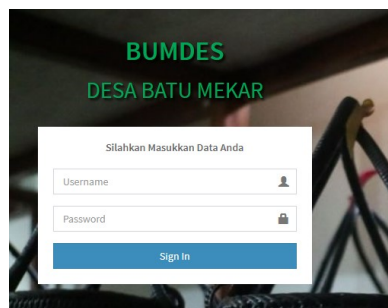 BUMDES
DESA BATU MEKAR
Silahkan Masukkan Data Anda
Username
Password
Sign In